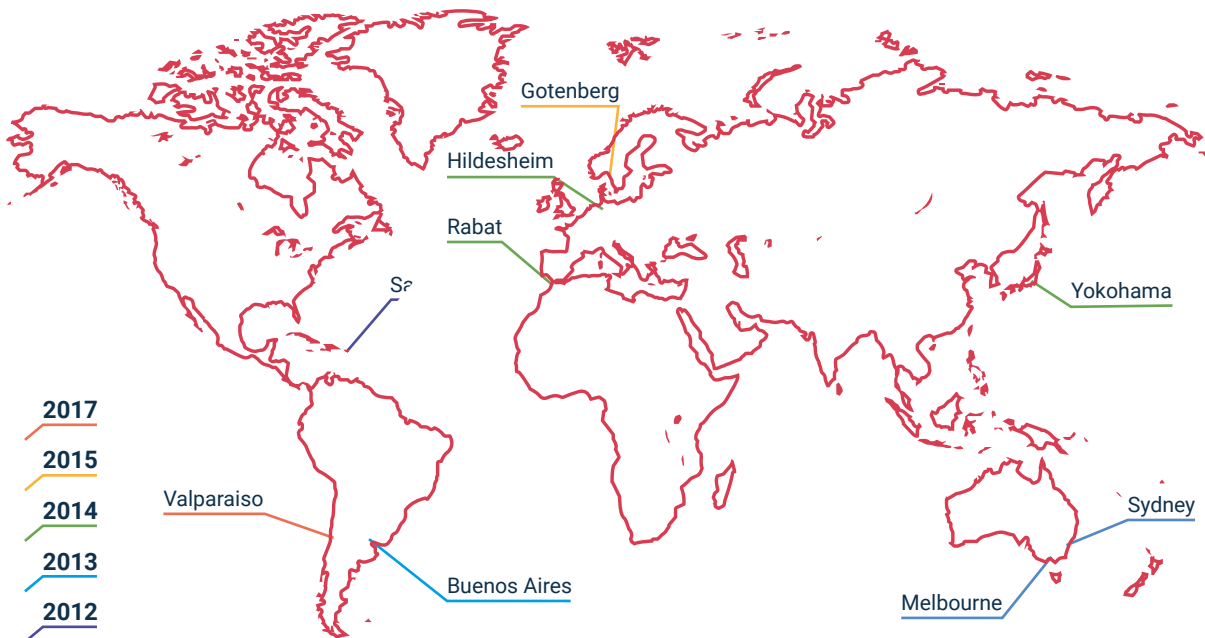 Gotenberg
Hildesheim
Rabat
Yokohama
2017
2015
Valparaiso
Sydney
2014
2013
Buenos Aires
Melbourne
2012